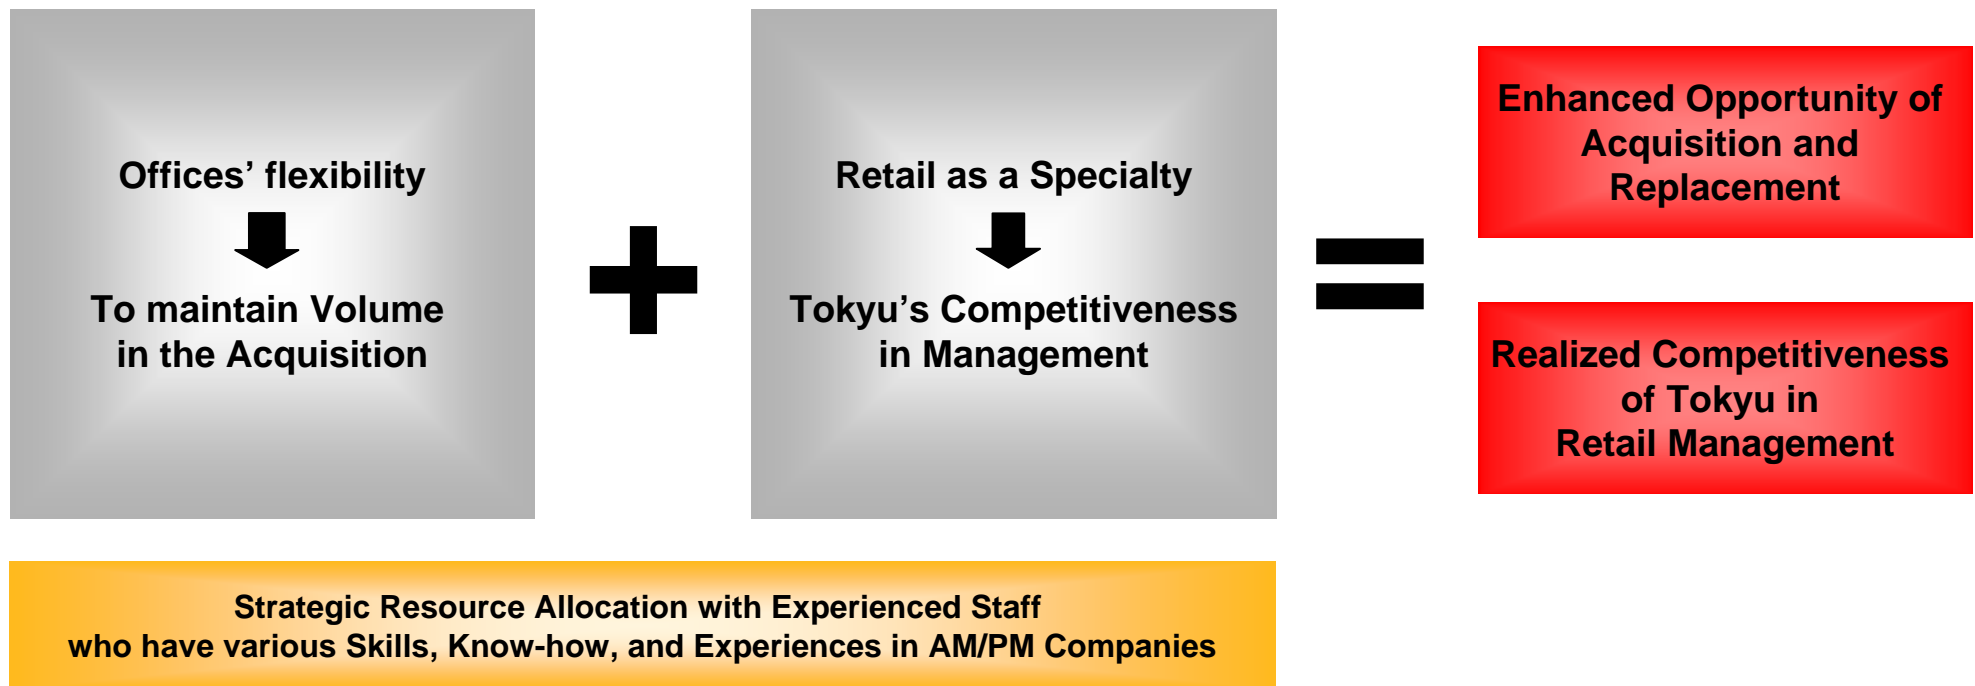 Offices’ flexibility
To maintain Volume
in the Acquisition
Retail as a Specialty
Tokyu’s Competitiveness
in Management
Enhanced Opportunity of
Acquisition and
Replacement
Realized Competitiveness
of Tokyu in
Retail Management
Strategic Resource Allocation with Experienced Staff
who have various Skills, Know-how, and Experiences in AM/PM Companies